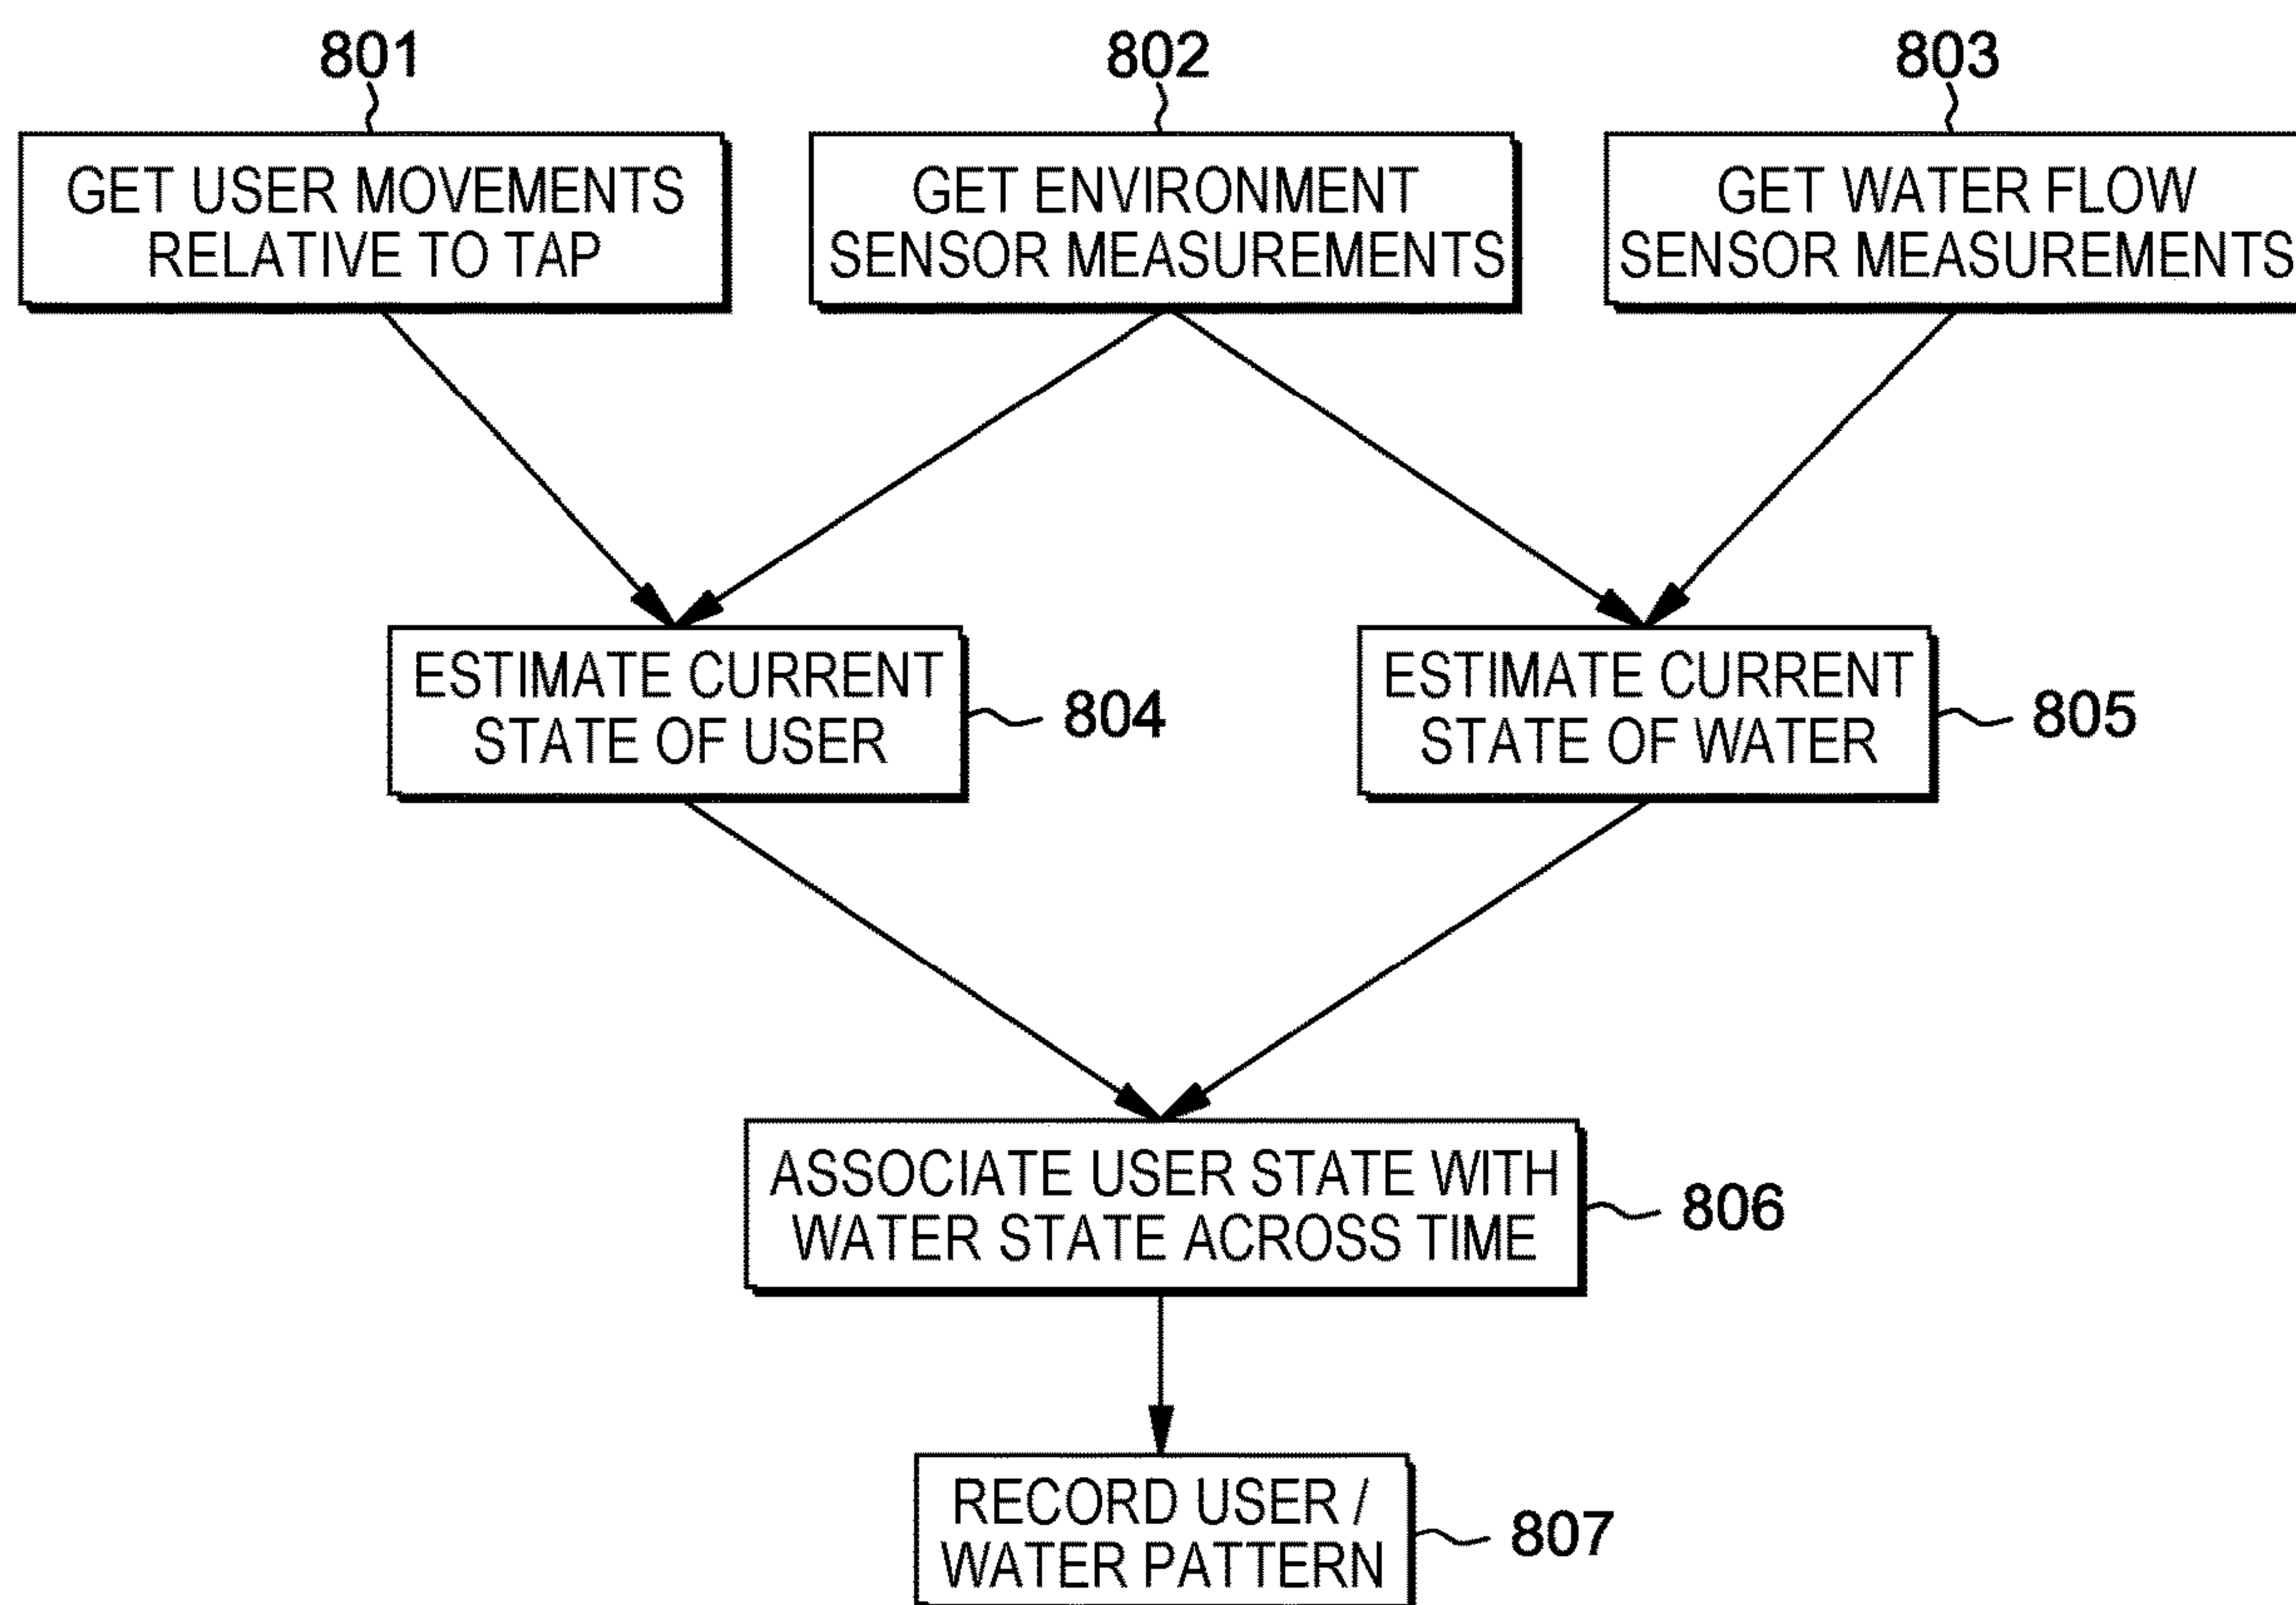 801
802
803
GET USER MOVEMENTS
RELATIVE TO TAP
GET ENVIRONMENT
SENSOR MEASUREMENTS
GET WATER FLOW
SENSOR MEASUREMENTS
ESTIMATE CURRENT
STATE OF USER
804
ESTIMATE CURRENT
STATE OF WATER
805
ASSOCIATE USER STATE WITH
WATER STATE ACROSS TIME
806
RECORD USER /
WATER PATTERN
807